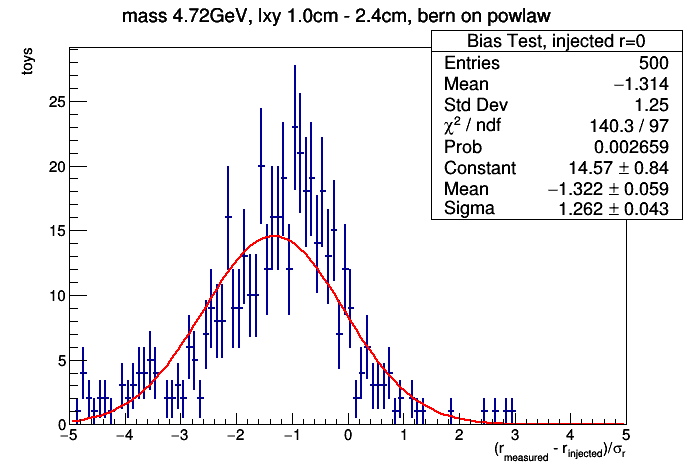 mass 4.72GeV, lxy 1.0cm - 2.4cm, bern on powlaw
Bias Test, injected r=0
Entries 500
Mean −1.314
Std Dev 1.25
χ² / ndf 140.3 / 97
Prob 0.002659
Constant 14.57 ± 0.84
Mean −1.322 ± 0.059
Sigma 1.262 ± 0.043
toys
25
20
15
10
5
0
−5 −4 −3 −2 −1 0 1 2 3 4 5
(r_measured - r_injected)/σ_r